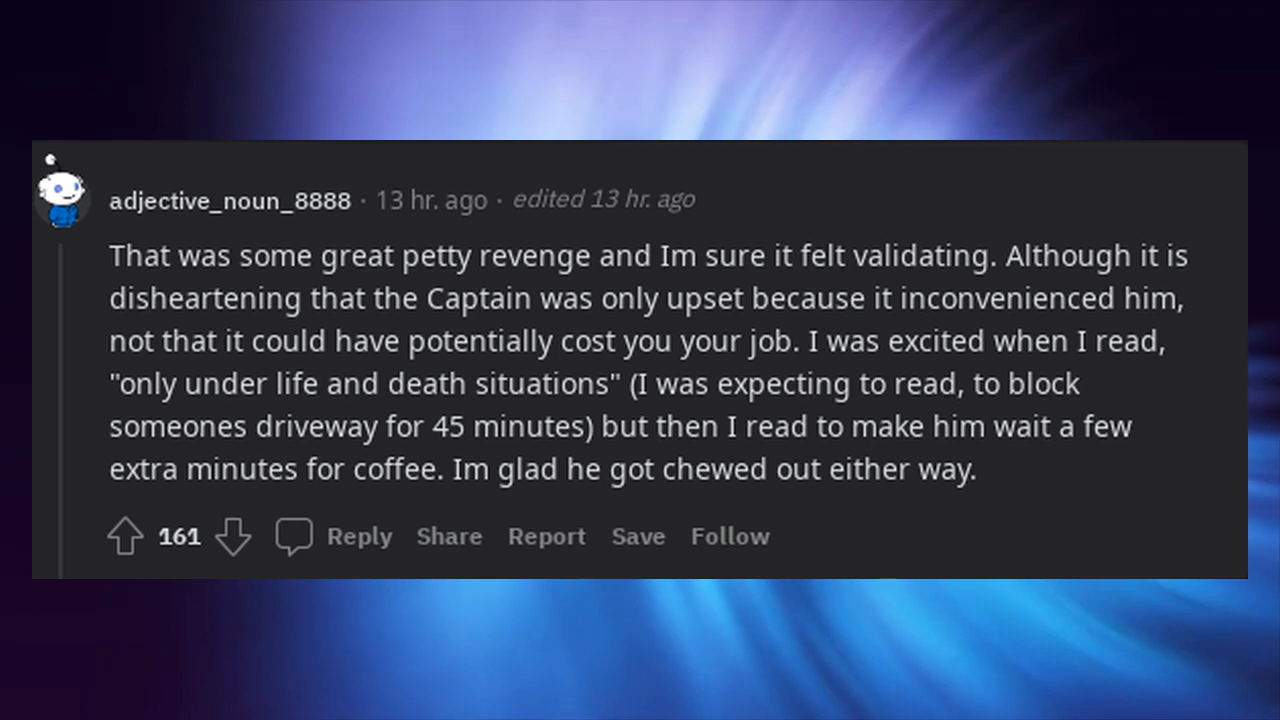 adjective_noun_8888 · 13 hr. ago · edited 13 hr. ago
That was some great petty revenge and Im sure it felt validating. Although it is
disheartening that the Captain was only upset because it inconvenienced him,
not that it could have potentially cost you your job. I was excited when I read,
"only under life and death situations" (I was expecting to read, to block
someones driveway for 45 minutes) but then I read to make him wait a few
extra minutes for coffee. Im glad he got chewed out either way.
161 Reply Share Report Save Follow